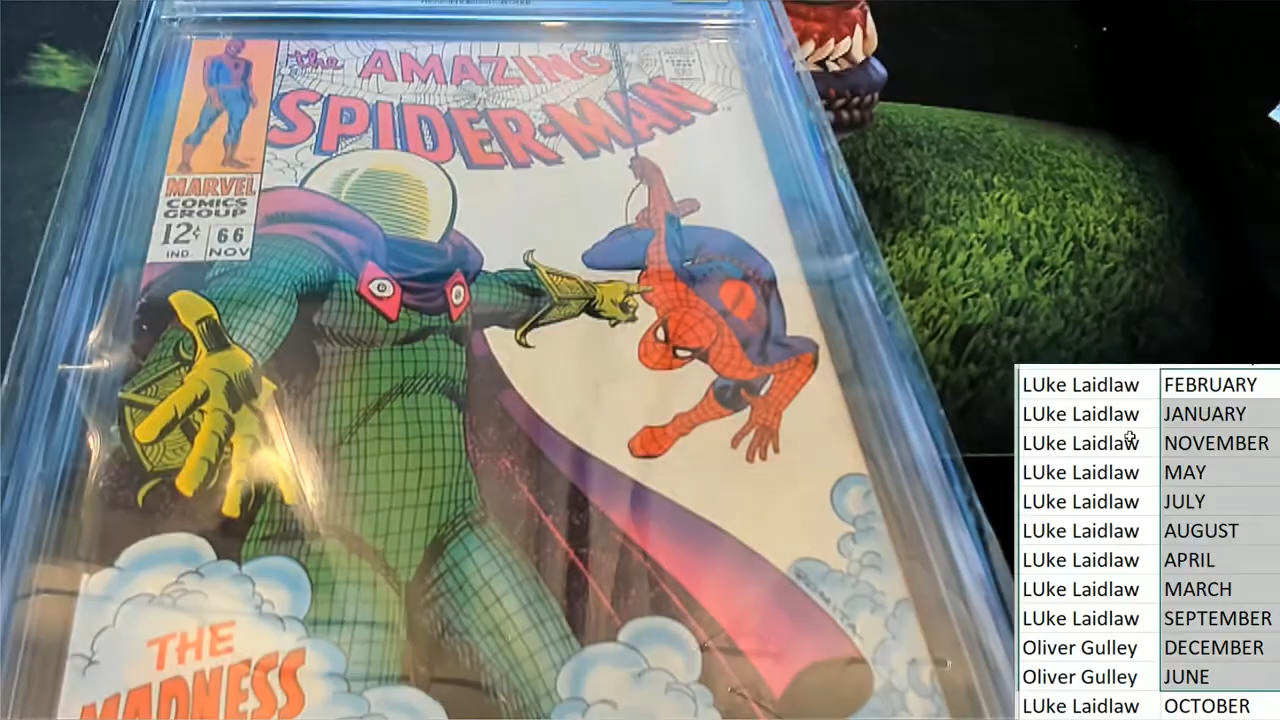 the AMAZING
SPIDER-MAN
MARVEL
COMICS
GROUP
12¢ 66
IND. NOV
THE
MADNESS
LUke Laidlaw FEBRUARY
LUke Laidlaw JANUARY
LUke Laidlaw NOVEMBER
LUke Laidlaw MAY
LUke Laidlaw JULY
LUke Laidlaw AUGUST
LUke Laidlaw APRIL
LUke Laidlaw MARCH
LUke Laidlaw SEPTEMBER
Oliver Gulley DECEMBER
Oliver Gulley JUNE
LUke Laidlaw OCTOBER